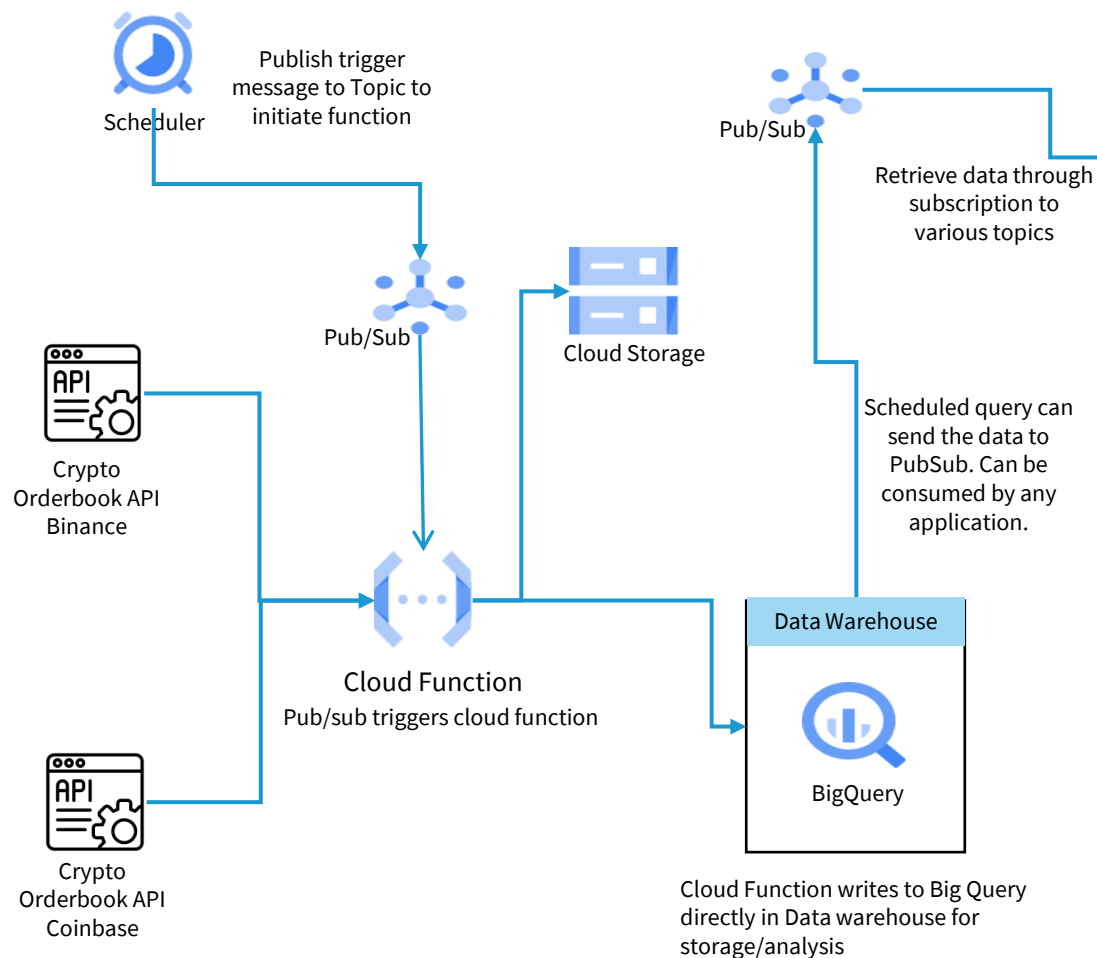 Publish trigger
message to Topic to
initiate function
Scheduler
Pub/Sub
Retrieve data through
subscription to
various topics
Pub/Sub
Cloud Storage
API
Crypto
Orderbook API
Binance
Scheduled query can
send the data to
PubSub. Can be
consumed by any
application.
Cloud Function
Pub/sub triggers cloud function
Data Warehouse
BigQuery
API
Crypto
Orderbook API
Coinbase
Cloud Function writes to Big Query
directly in Data warehouse for
storage/analysis